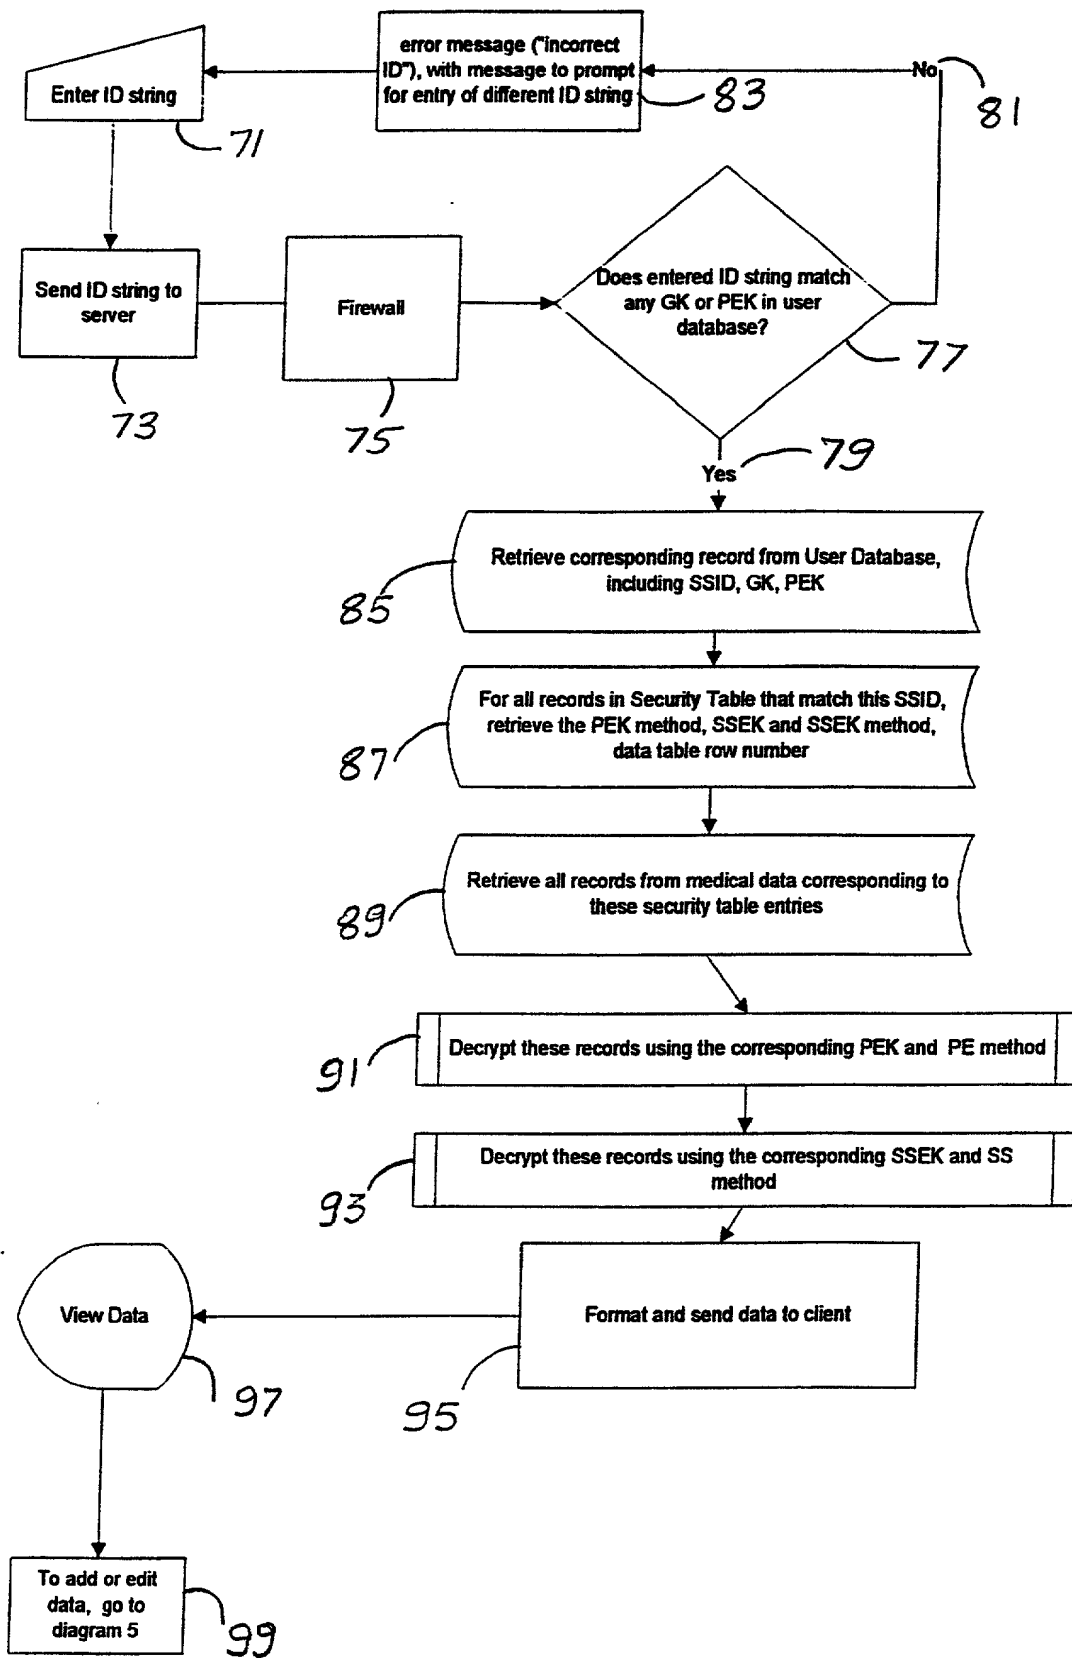 error message ("incorrect
ID"), with message to prompt
for entry of different ID string
83
No
81
Enter ID string
71
Send ID string to
server
73
Firewall
75
Does entered ID string match
any GK or PEK in user
database?
77
Yes
79
Retrieve corresponding record from User Database,
including SSID, GK, PEK
85
For all records in Security Table that match this SSID,
retrieve the PEK method, SSEK and SSEK method,
data table row number
87
Retrieve all records from medical data corresponding to
these security table entries
89
Decrypt these records using the corresponding PEK and PE method
91
Decrypt these records using the corresponding SSEK and SS
method
93
Format and send data to client
95
View Data
97
To add or edit
data, go to
diagram 5
99